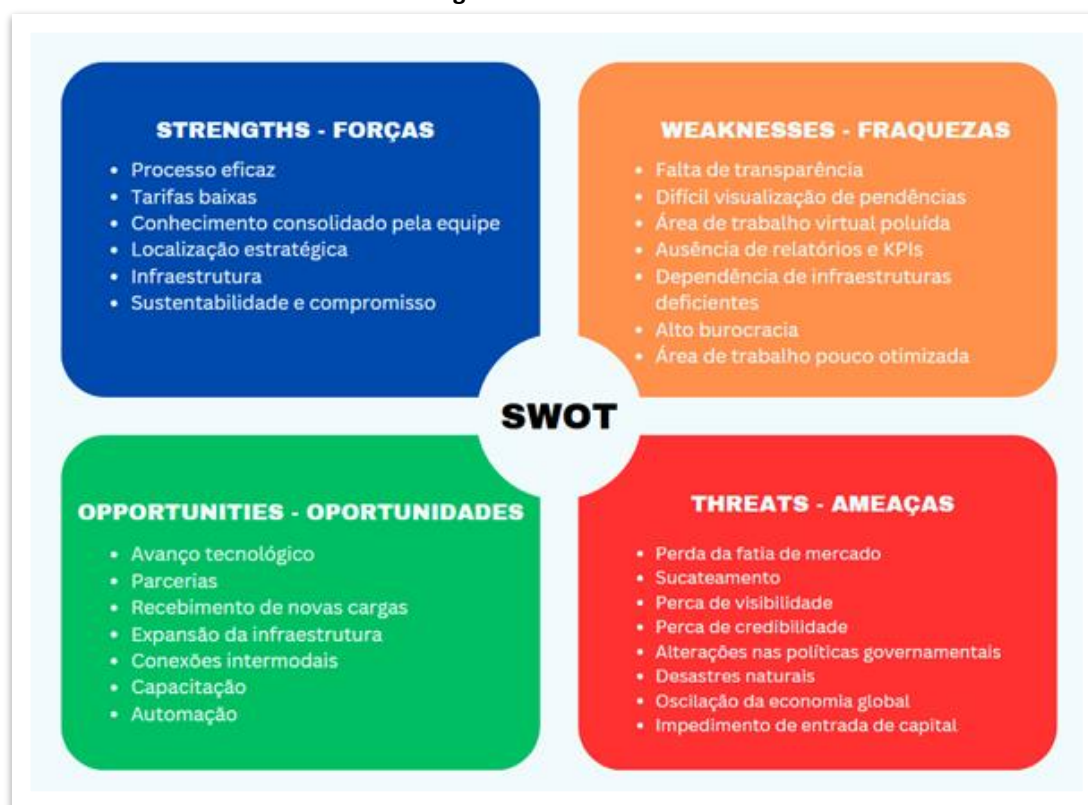 STRENGTHS - FORÇAS
• Processo eficaz
• Tarifas baixas
• Conhecimento consolidado pela equipe
• Localização estratégica
• Infraestrutura
• Sustentabilidade e compromisso
WEAKNESSES - FRAQUEZAS
• Falta de transparência
• Difícil visualização de pendências
• Área de trabalho virtual poluída
• Ausência de relatórios e KPIs
• Dependência de infraestruturas
deficientes
• Alto burocracia
• Área de trabalho pouco otimizada
SWOT
OPPORTUNITIES - OPORTUNIDADES
• Avanço tecnológico
• Parcerias
• Recebimento de novas cargas
• Expansão da infraestrutura
• Conexões intermodais
• Capacitação
• Automação
THREATS - AMEAÇAS
• Perda da fatia de mercado
• Sucateamento
• Perca de visibilidade
• Perca de credibilidade
• Alterações nas políticas governamentais
• Desastres naturais
• Oscilação da economia global
• Impedimento de entrada de capital